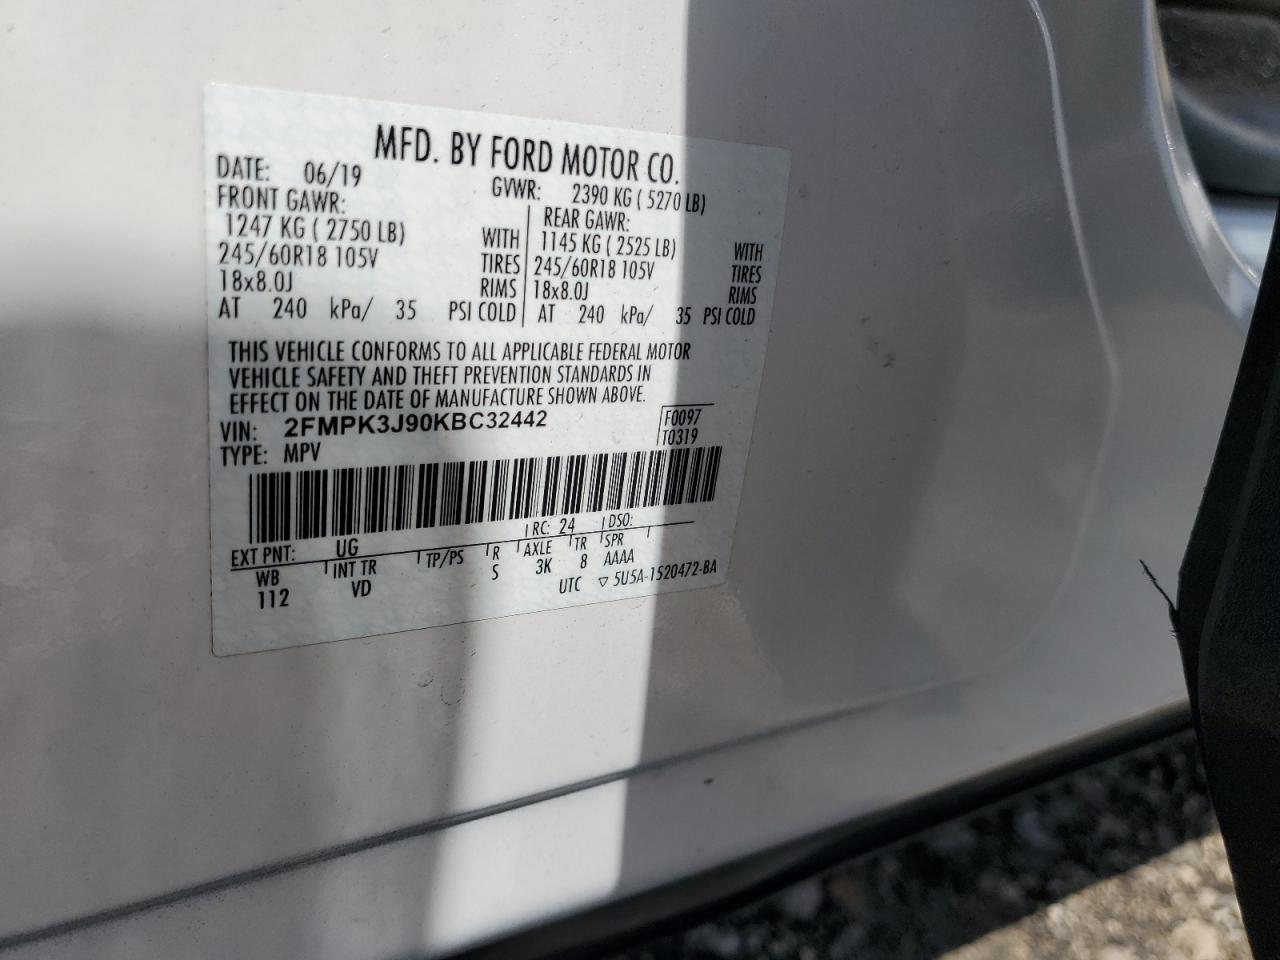 MFD. BY FORD MOTOR CO.
DATE: 06/19 GVWR: 2390 KG ( 5270 LB)
FRONT GAWR: REAR GAWR:
1247 KG ( 2750 LB) WITH 1145 KG ( 2525 LB) WITH
245/60R18 105V TIRES 245/60R18 105V TIRES
18x8.0J RIMS 18x8.0J RIMS
AT 240 kPa/ 35 PSI COLD AT 240 kPa/ 35 PSI COLD
THIS VEHICLE CONFORMS TO ALL APPLICABLE FEDERAL MOTOR
VEHICLE SAFETY AND THEFT PREVENTION STANDARDS IN
EFFECT ON THE DATE OF MANUFACTURE SHOWN ABOVE.
VIN: 2FMPK3J90KBC32442 F0097
TYPE: MPV T0319
EXT PNT: UG RC: 24 DSO:
WB INT TR TP/PS R AXLE TR SPR
112 VD S 3K 8 AAAA
UTC ▽ 5U5A-1520472-BA